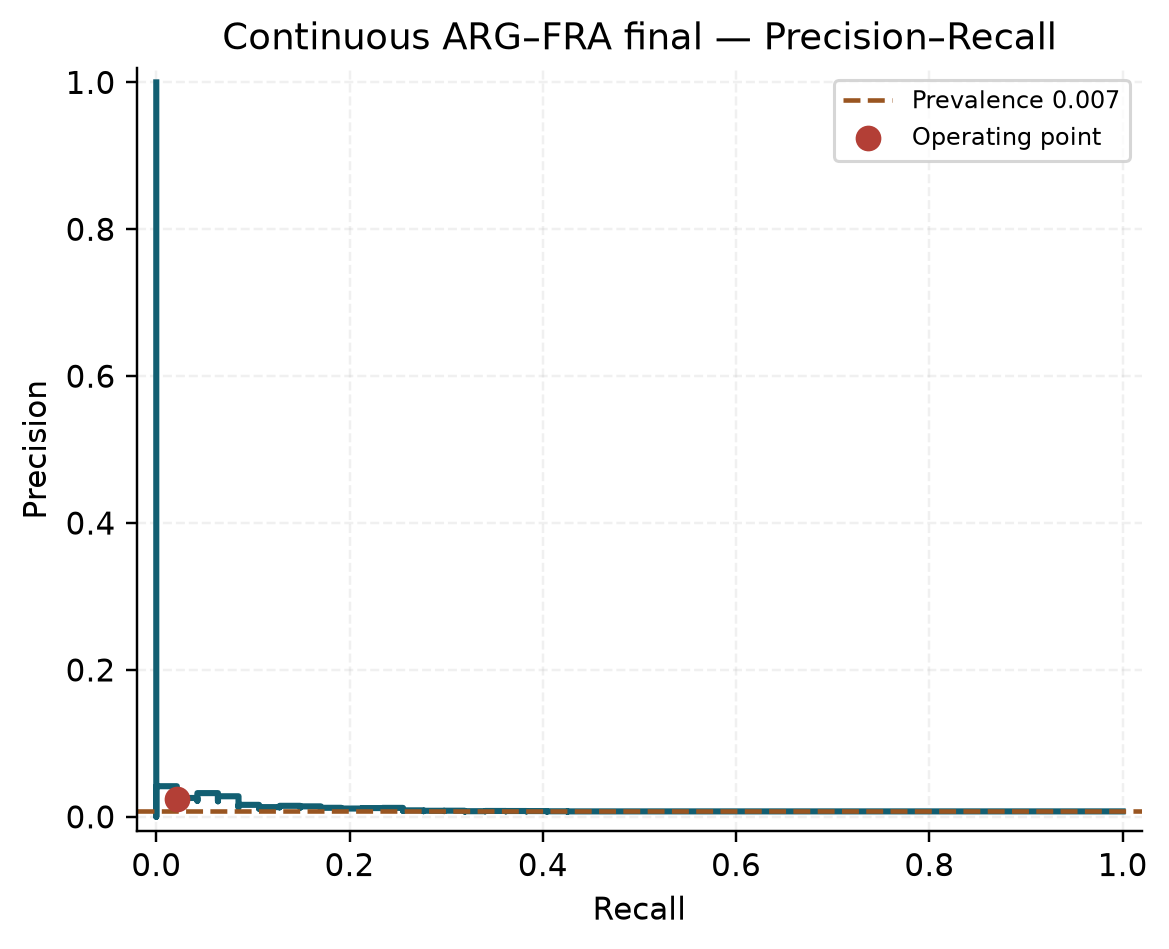 Continuous ARG–FRA final — Precision–Recall
Prevalence 0.007
Operating point
1.0
0.8
0.6
0.4
0.2
0.0
Precision
0.0 0.2 0.4 0.6 0.8 1.0
Recall